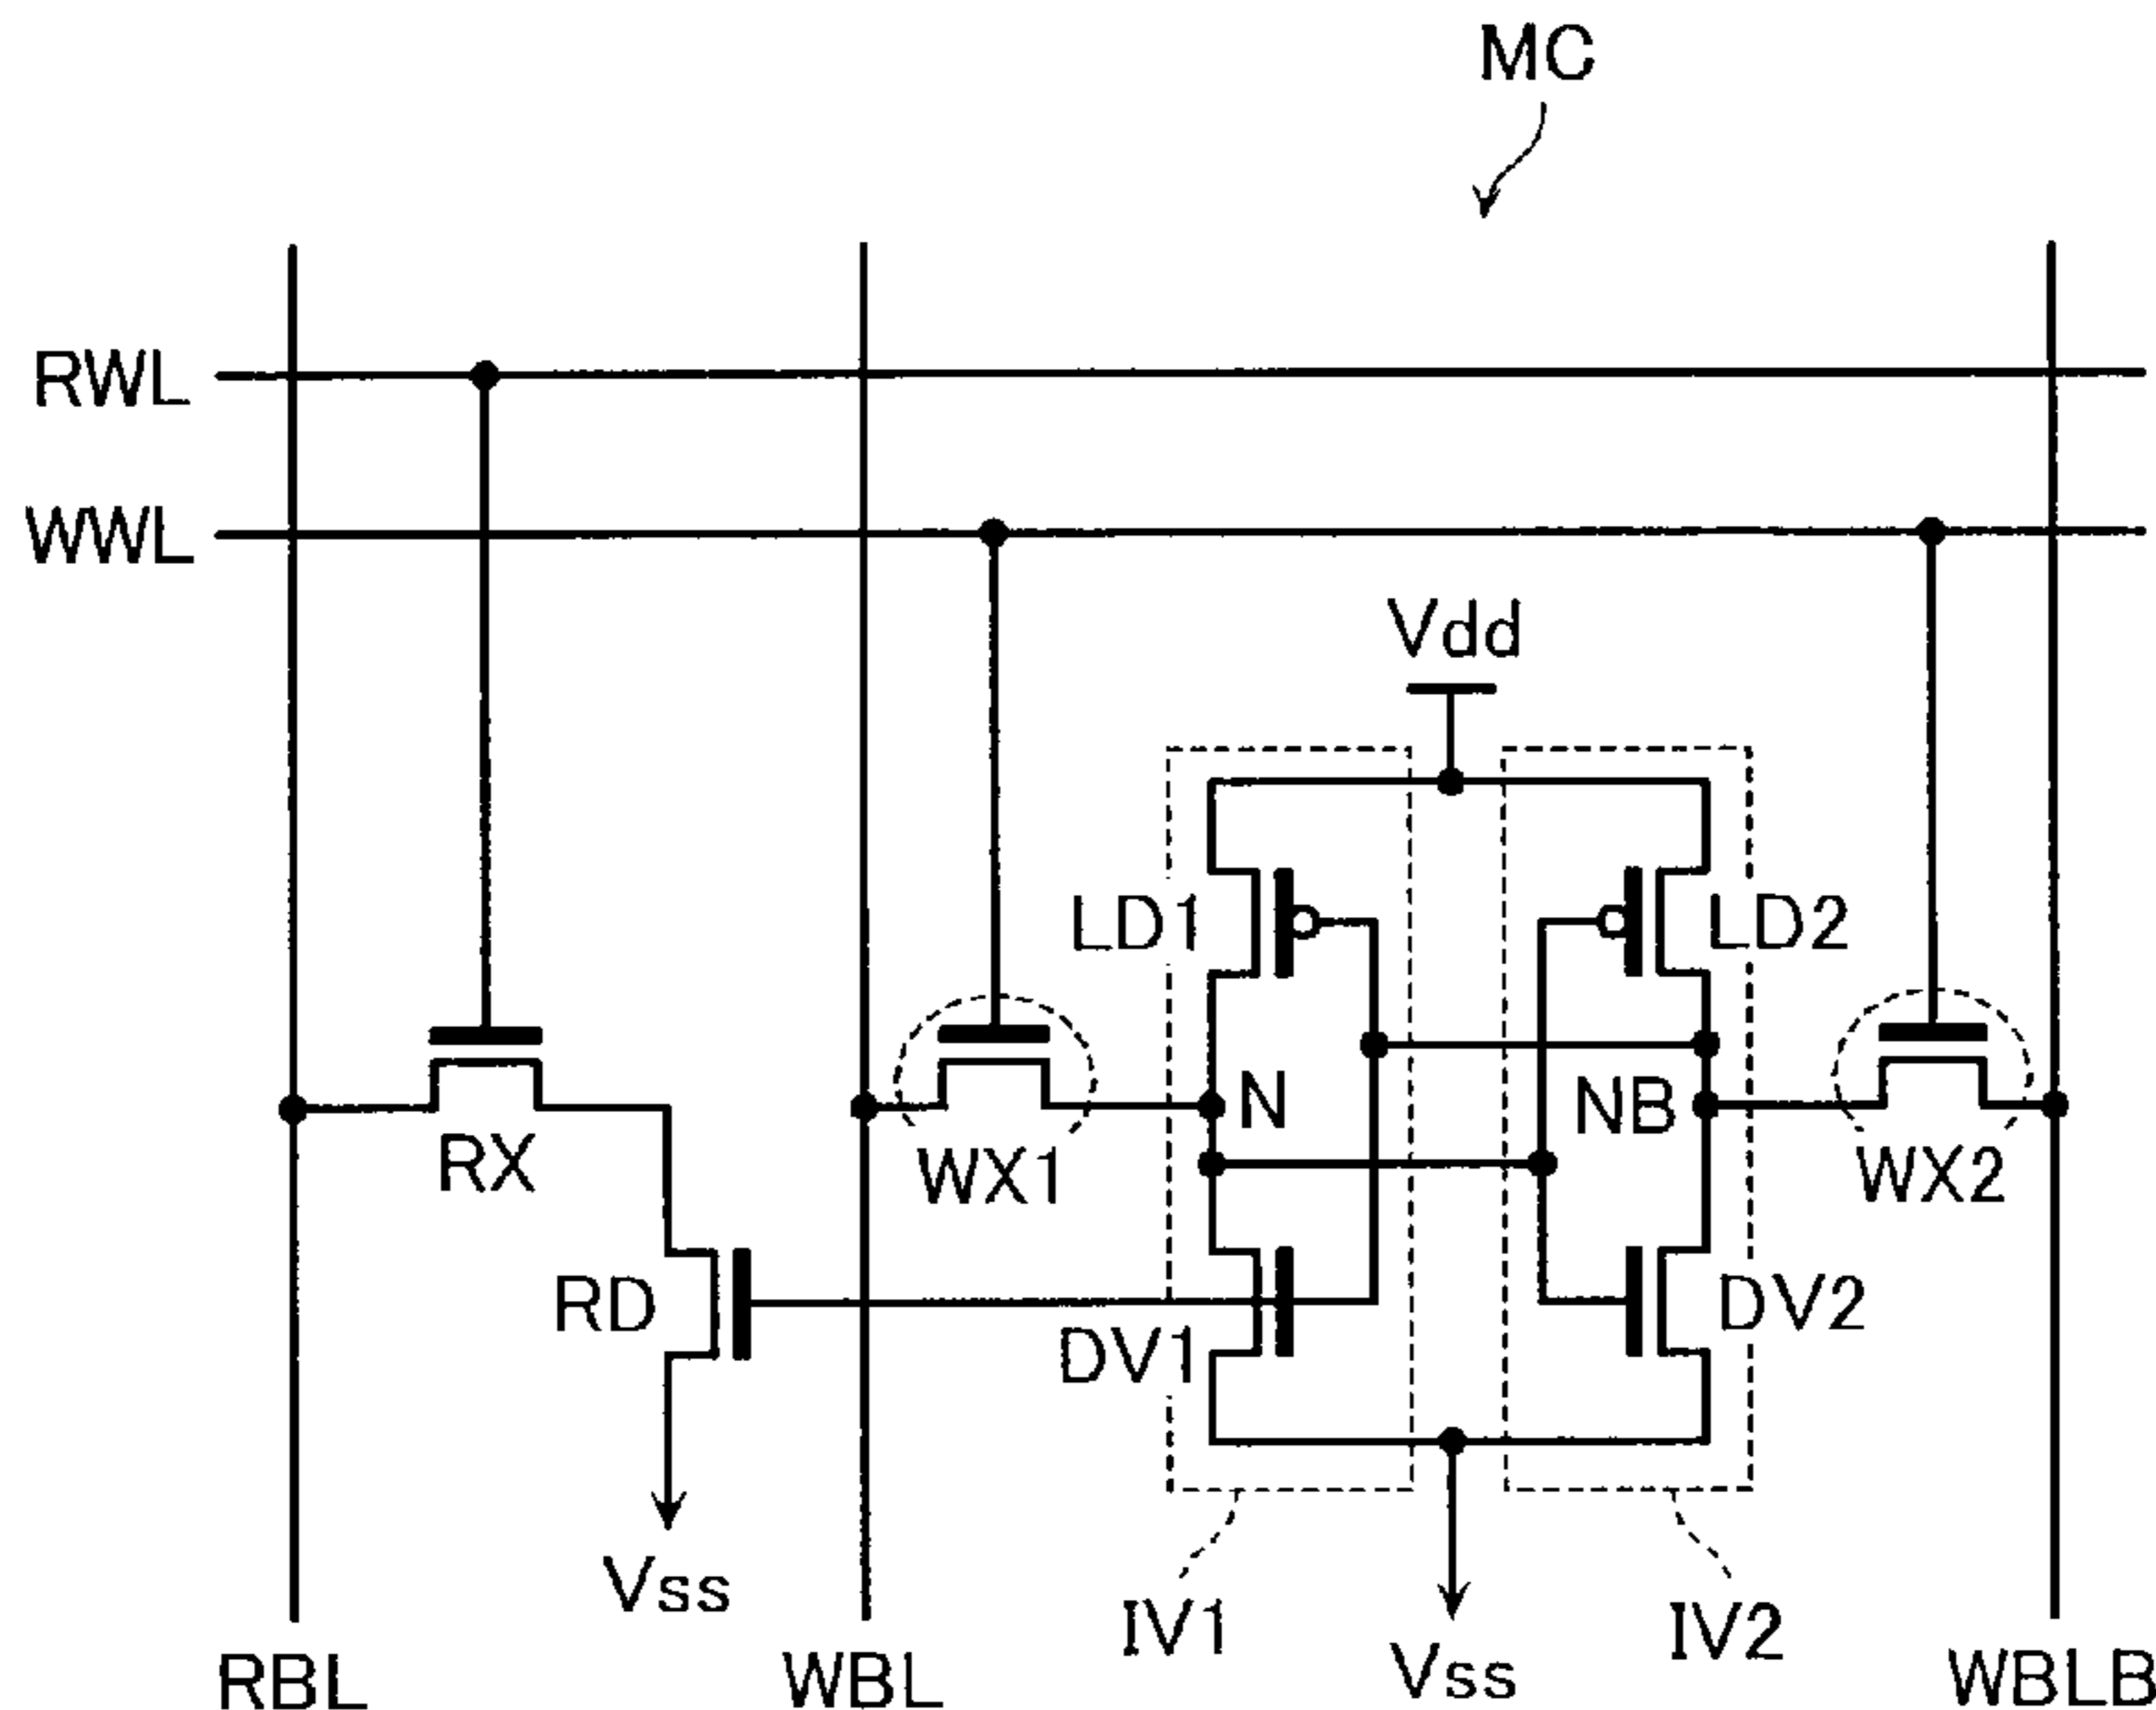 MC
RWL
WWL
Vdd
LD1
LD2
N
NB
RX
WX1
WX2
RD
DV1
DV2
Vss
IV1
IV2
Vss
RBL
WBL
WBLB